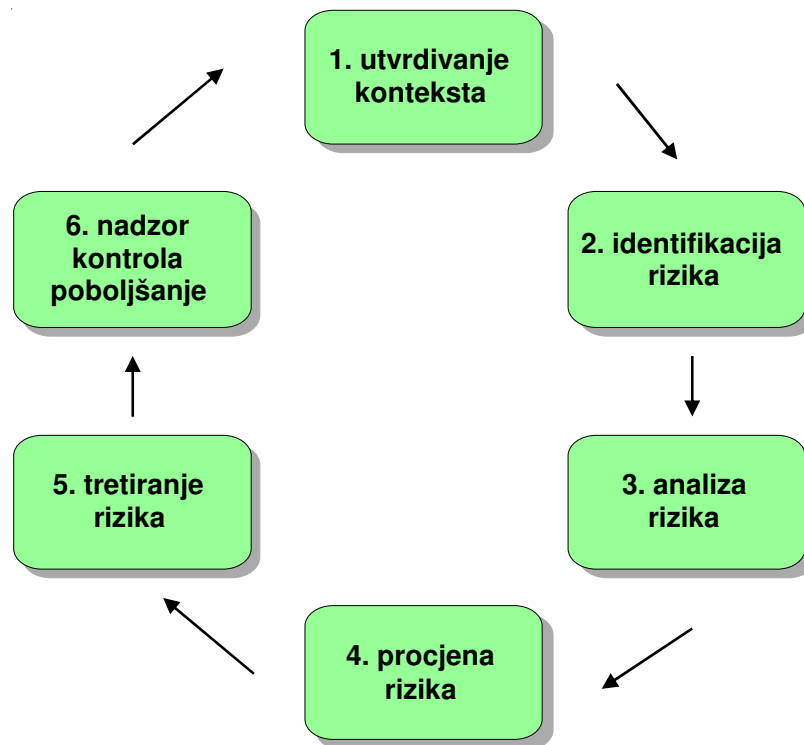 1. utvrdivanje
konteksta
2. identifikacija
rizika
3. analiza
rizika
4. procjena
rizika
5. tretiranje
rizika
6. nadzor
kontrola
poboljšanje